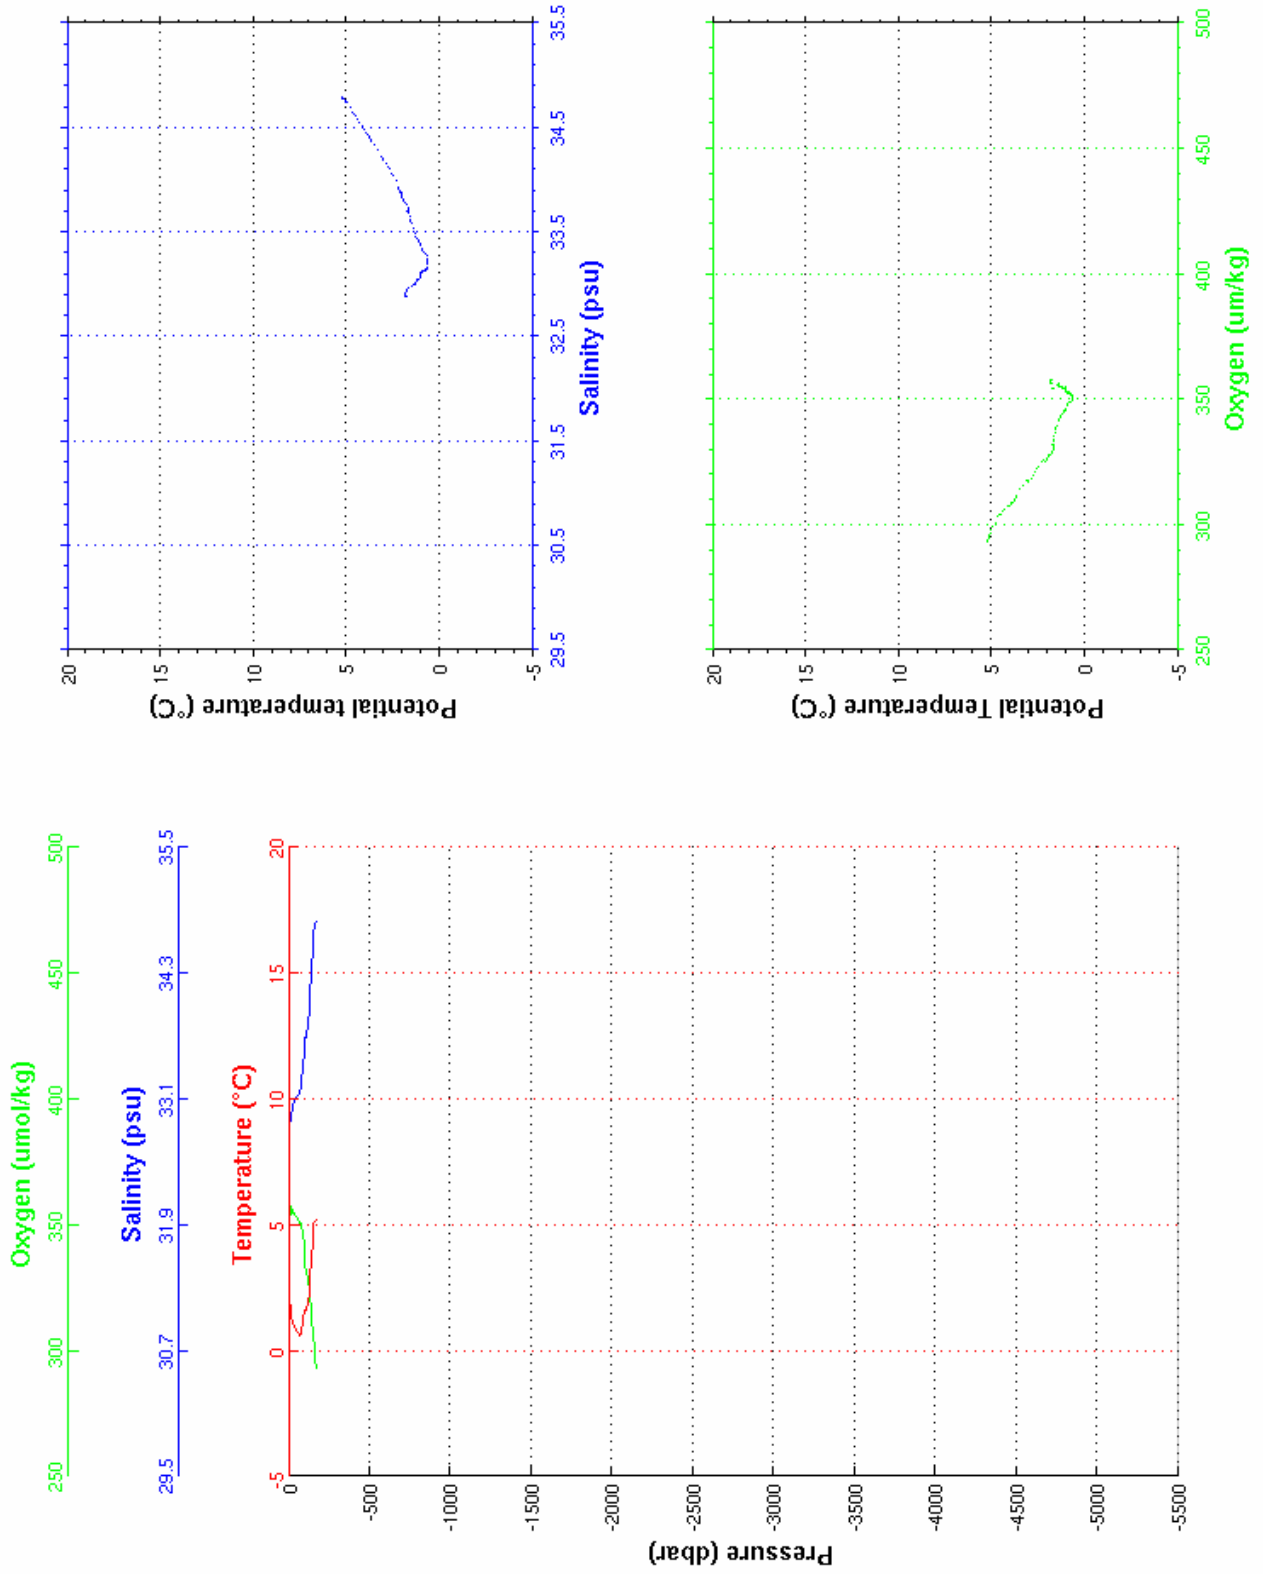 Oxygen (umol/kg)
250 300 350 400 450 500
Salinity (psu)
29.5 30.7 31.9 33.1 34.3 35.5
Temperature (°C)
-5 0 5 10 15 20
0
-500
-1000
-1500
-2000
-2500
-3000
-3500
-4000
-4500
-5000
-5500
Pressure (dbar)
20
15
10
5
0
-5
Potential temperature (°C)
29.5 30.5 31.5 32.5 33.5 34.5 35.5
Salinity (psu)
20
15
10
5
0
-5
Potential Temperature (°C)
250 300 350 400 450 500
Oxygen (um/kg)